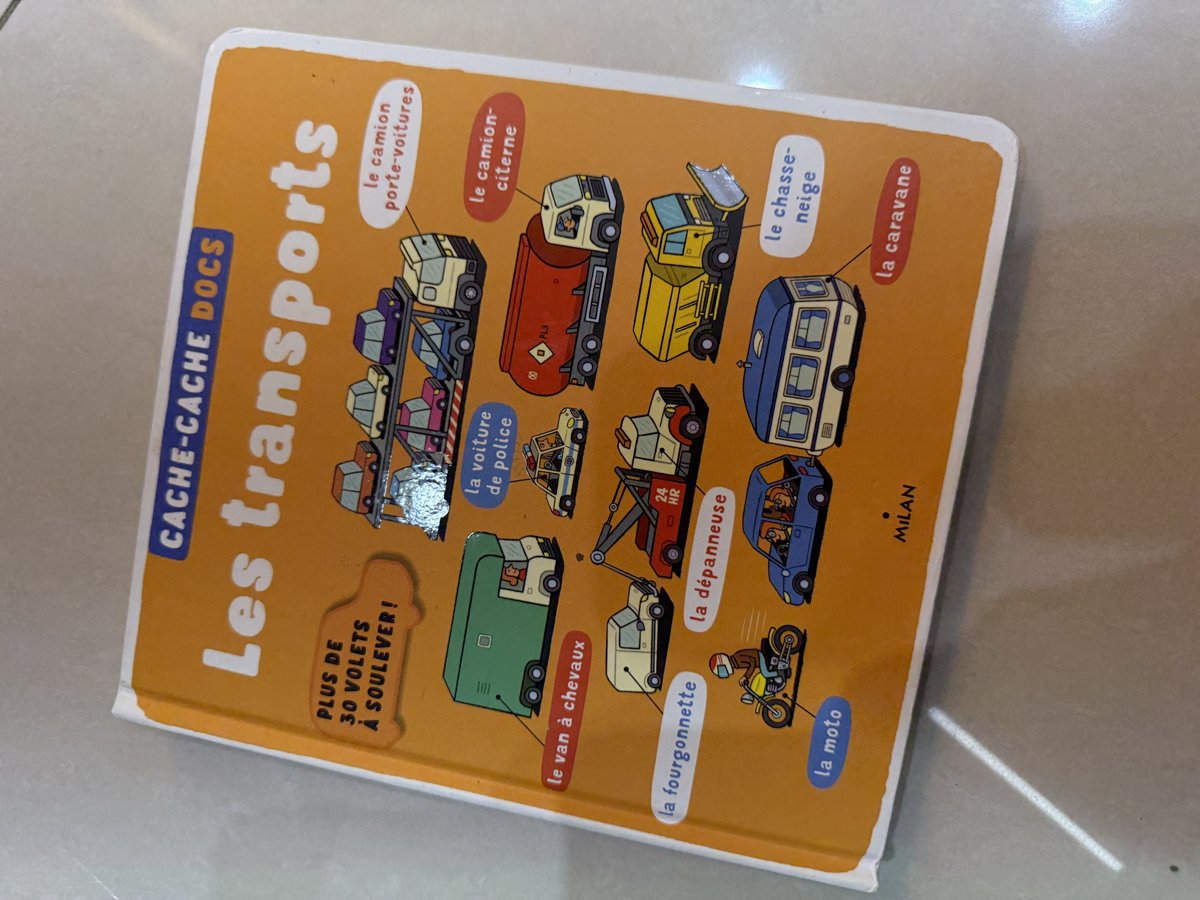 CACHE-CACHE DOCS
Les transports
PLUS DE
30 VOLETS
À SOULEVER !
le camion
porte-voitures
le van à chevaux
la voiture
de police
le camion-
citerne
FL3
la fourgonnette
24
HR
la dépanneuse
le chasse-
neige
la moto
la caravane
MiLAN